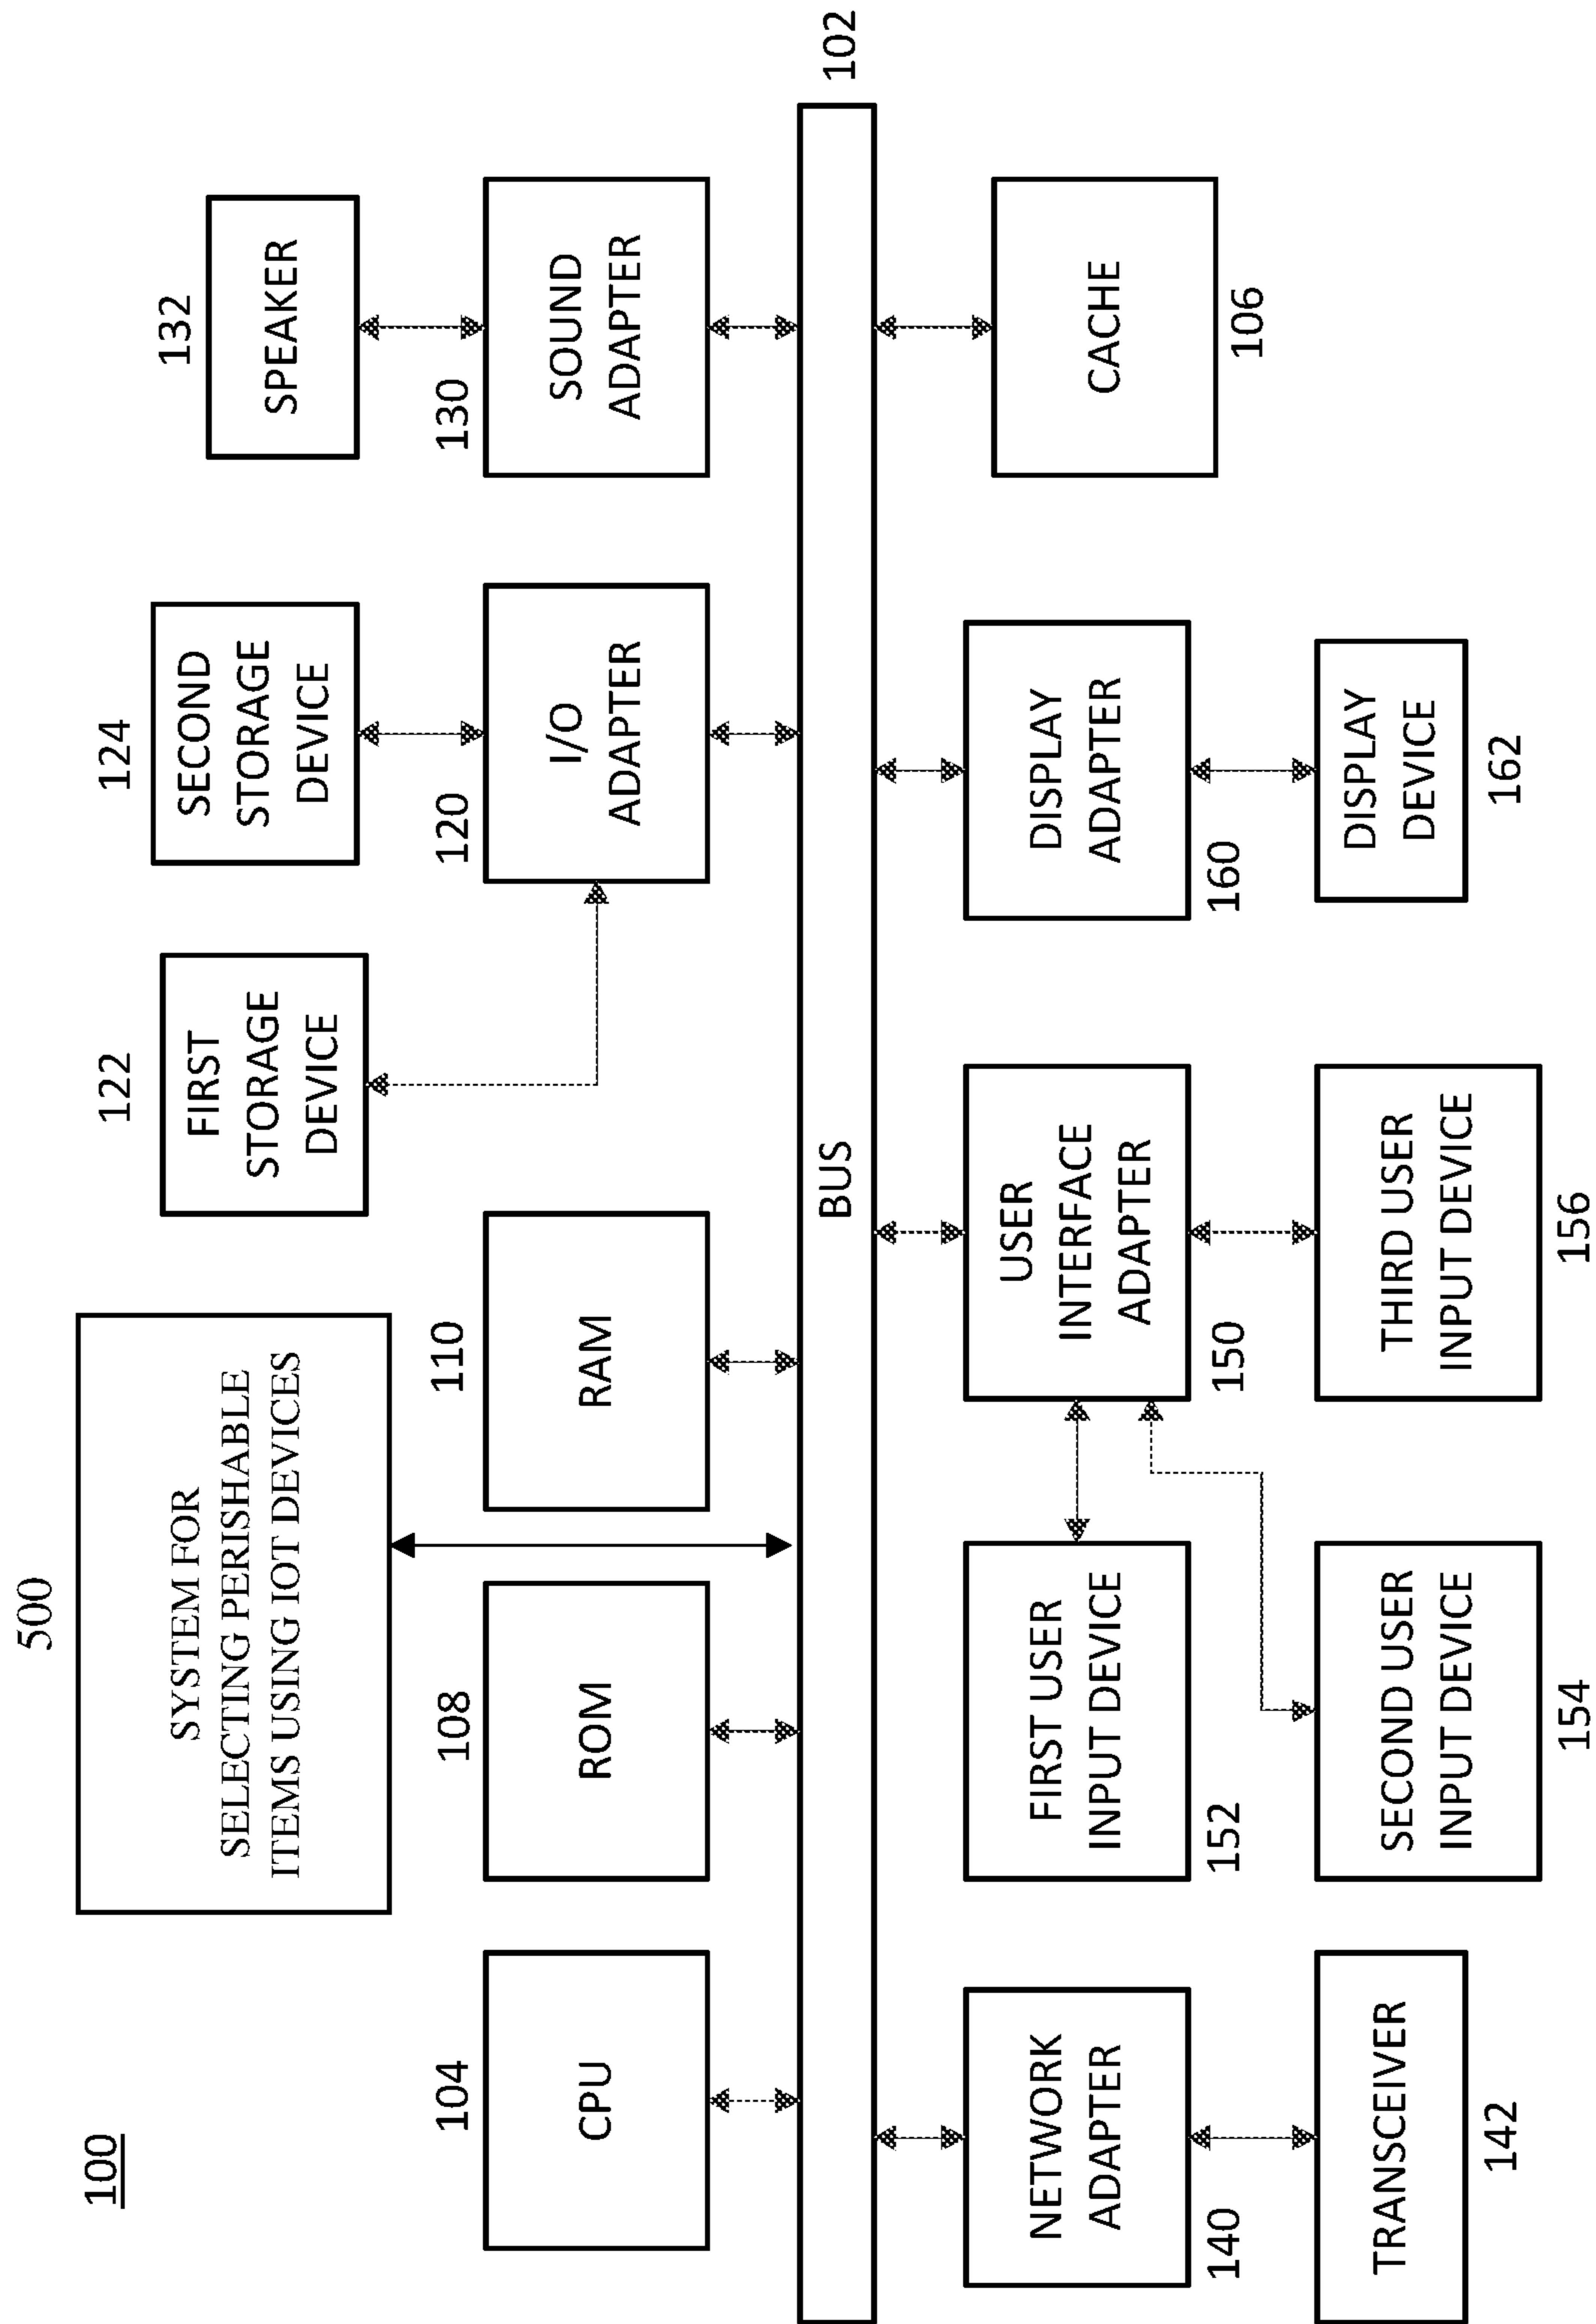 100
500
SYSTEM FOR
SELECTING PERISHABLE
ITEMS USING IOT DEVICES
122
FIRST
STORAGE
DEVICE
124
SECOND
STORAGE
DEVICE
132
SPEAKER
104
CPU
108
ROM
110
RAM
120
I/O
ADAPTER
130
SOUND
ADAPTER
BUS
102
NETWORK
ADAPTER
140
FIRST USER
INPUT DEVICE
152
USER
INTERFACE
ADAPTER
150
DISPLAY
ADAPTER
160
CACHE
106
TRANSCEIVER
142
SECOND USER
INPUT DEVICE
154
THIRD USER
INPUT DEVICE
156
DISPLAY
DEVICE
162